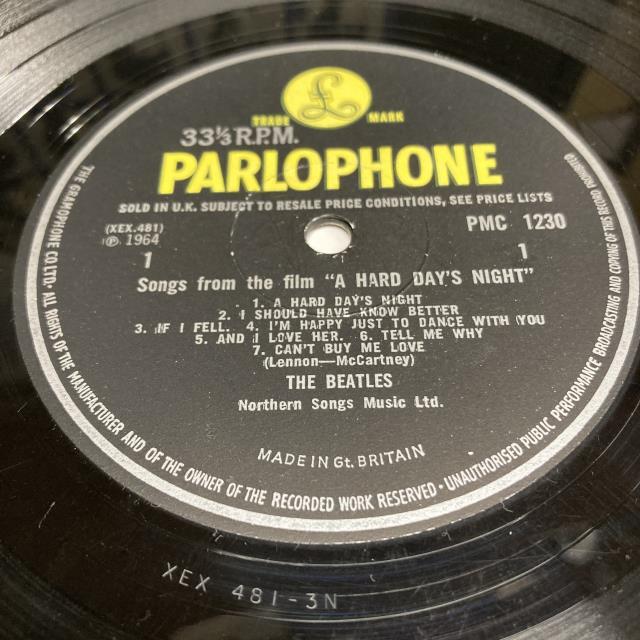 £
TRADE MARK
33⅓ R.P.M.
PARLOPHONE
SOLD IN U.K. SUBJECT TO RESALE PRICE CONDITIONS, SEE PRICE LISTS
(XEX.481)
Ⓟ 1964
PMC 1230
1
1
Songs from the film "A HARD DAY'S NIGHT"
1. A HARD DAY'S NIGHT
2. I SHOULD HAVE KNOWN BETTER
3. IF I FELL. 4. I'M HAPPY JUST TO DANCE WITH YOU
5. AND I LOVE HER. 6. TELL ME WHY
7. CAN'T BUY ME LOVE
(Lennon—McCartney)
THE BEATLES
Northern Songs Music Ltd.
MADE IN Gt. BRITAIN
THE GRAMOPHONE CO. LTD. ALL RIGHTS OF THE MANUFACTURER AND OF THE OWNER OF THE RECORDED WORK RESERVED · UNAUTHORISED PUBLIC PERFORMANCE BROADCASTING AND COPYING OF THIS RECORD PROHIBITED
XEX 481-3N